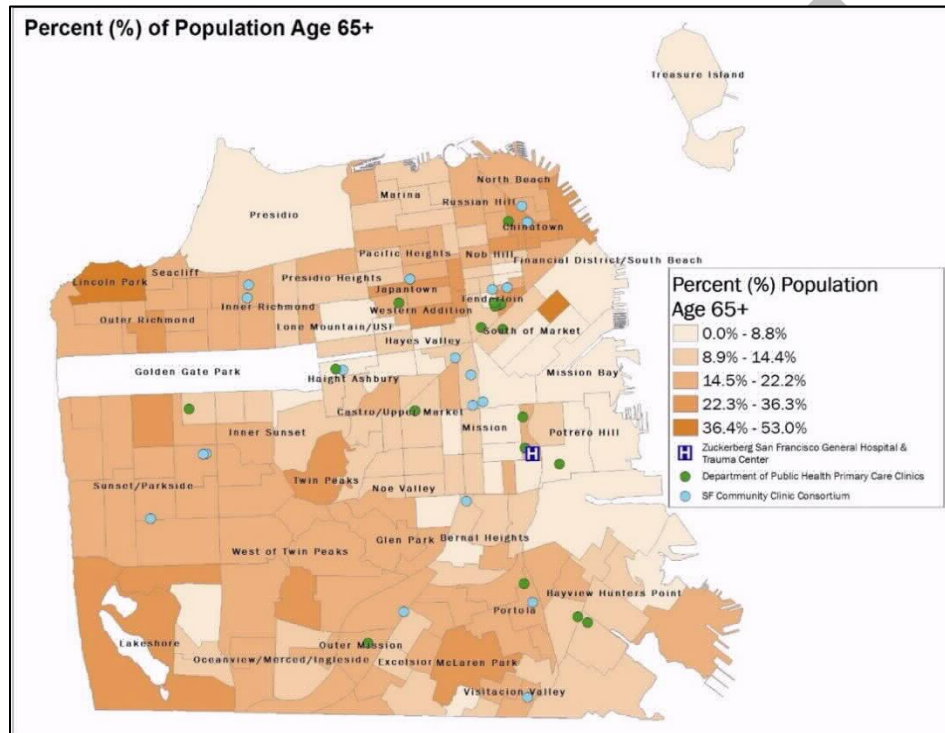 Percent (%) of Population Age 65+
Treasure Island
North Beach
Marina
Russian Hill
Presidio
Chinatown
Pacific Heights
Nob Hill
Financial District/South Beach
Seacliff
Lincoln Park
Presidio Heights
Japantown
Tenderloin
Inner Richmond
Western Addition
Outer Richmond
Lone Mountain/USF
South of Market
Hayes Valley
Golden Gate Park
Haight Ashbury
Mission Bay
Castro/Upper Market
Inner Sunset
Mission
Potrero Hill
Twin Peaks
Sunset/Parkside
Noe Valley
Glen Park
Bernal Heights
West of Twin Peaks
Bayview Hunters Point
Portola
Lakeshore
Outer Mission
Oceanview/Merced/Ingleside
Excelsior
McLaren Park
Visitacion Valley
Percent (%) Population
Age 65+
0.0% - 8.8%
8.9% - 14.4%
14.5% - 22.2%
22.3% - 36.3%
36.4% - 53.0%
H Zuckerberg San Francisco General Hospital &
Trauma Center
Department of Public Health Primary Care Clinics
SF Community Clinic Consortium
H